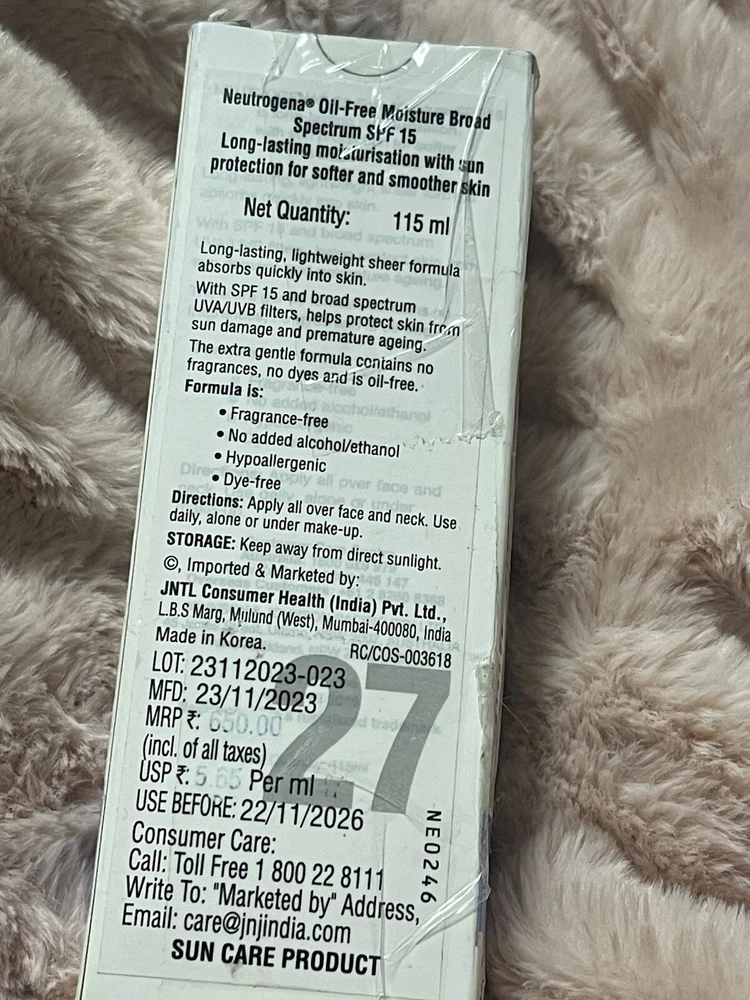 Neutrogena® Oil-Free Moisture Broad
Spectrum SPF 15
Long-lasting moisturisation with sun
protection for softer and smoother skin
Net Quantity: 115 ml
Long-lasting, lightweight sheer formula
absorbs quickly into skin.
With SPF 15 and broad spectrum
UVA/UVB filters, helps protect skin from
sun damage and premature ageing.
The extra gentle formula contains no
fragrances, no dyes and is oil-free.
Formula is:
• Fragrance-free
• No added alcohol/ethanol
• Hypoallergenic
• Dye-free
Directions: Apply all over face and neck. Use
daily, alone or under make-up.
STORAGE: Keep away from direct sunlight.
©, Imported & Marketed by:
JNTL Consumer Health (India) Pvt. Ltd.,
L.B.S Marg, Mulund (West), Mumbai-400080, India
Made in Korea. RC/COS-003618
LOT: 23112023-023
MFD: 23/11/2023
MRP ₹: 650.00
(incl. of all taxes)
USP ₹: 5.65 Per ml
USE BEFORE: 22/11/2026
27
NE0246
Consumer Care:
Call: Toll Free 1 800 22 8111
Write To: "Marketed by" Address,
Email: care@jnjindia.com
SUN CARE PRODUCT